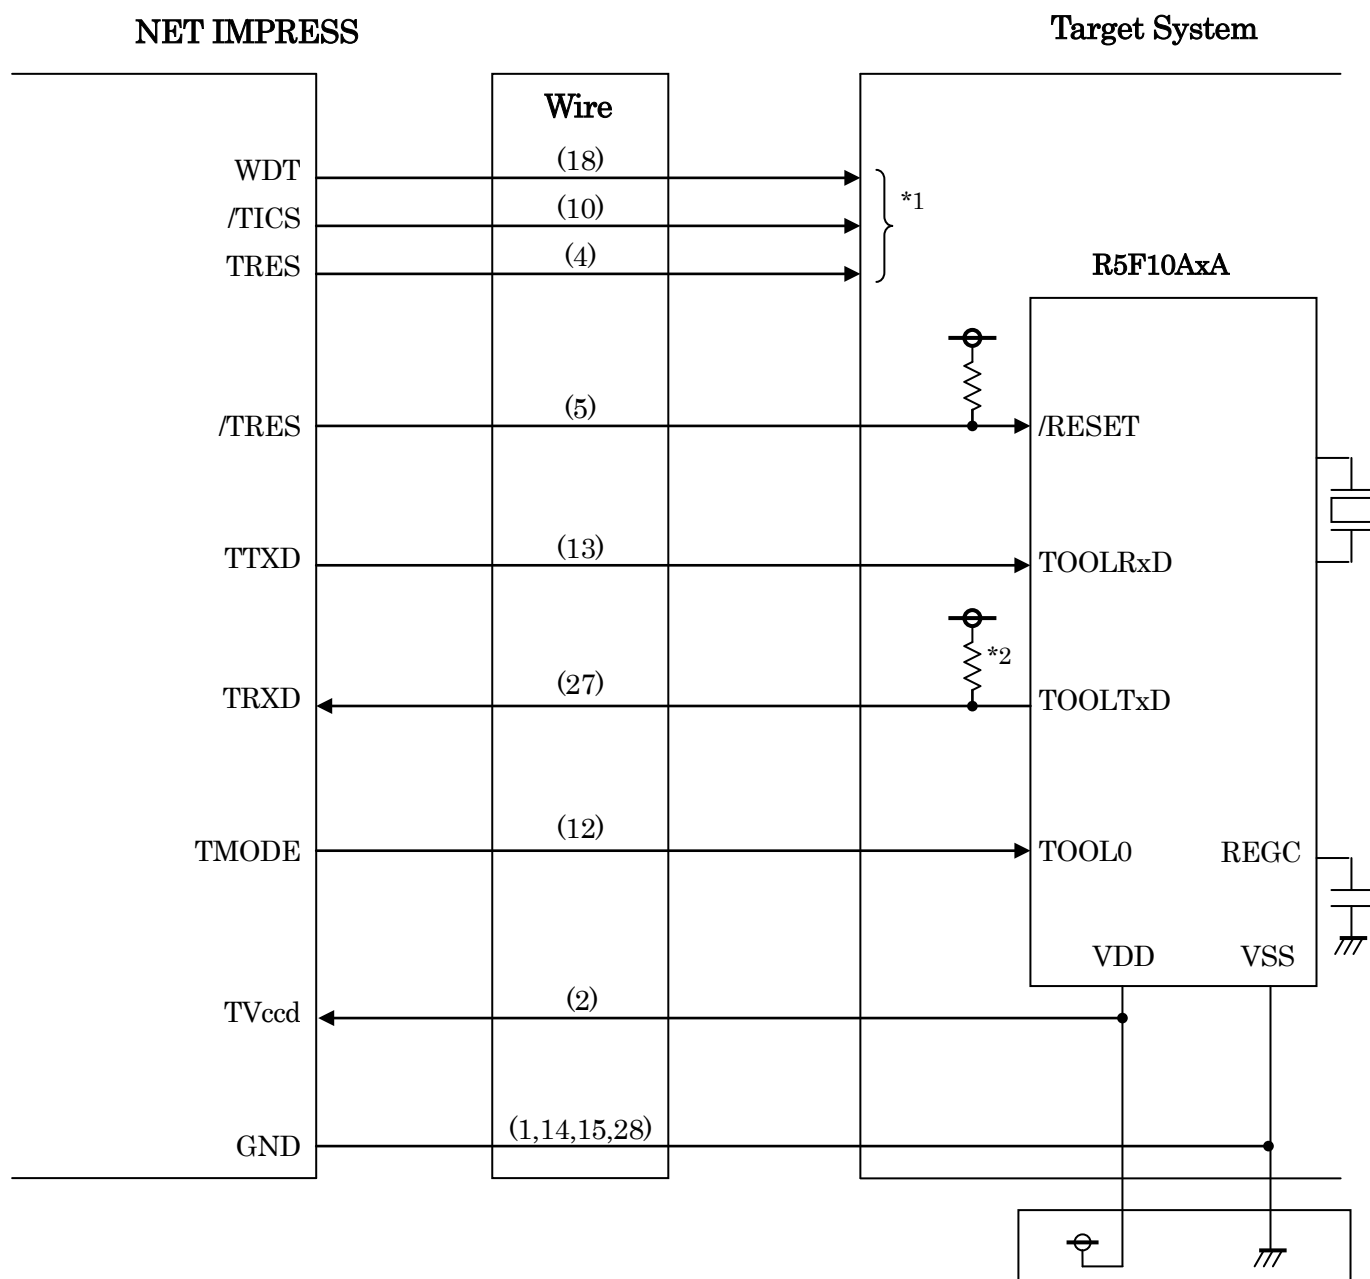 NET IMPRESS
Target System
Wire
WDT
(18)
*1
/TICS
(10)
TRES
(4)
R5F10AxA
/TRES
(5)
/RESET
TTXD
(13)
TOOLRxD
*2
TRXD
(27)
TOOLTxD
TMODE
(12)
TOOL0
REGC
VDD
VSS
TVccd
(2)
GND
(1,14,15,28)